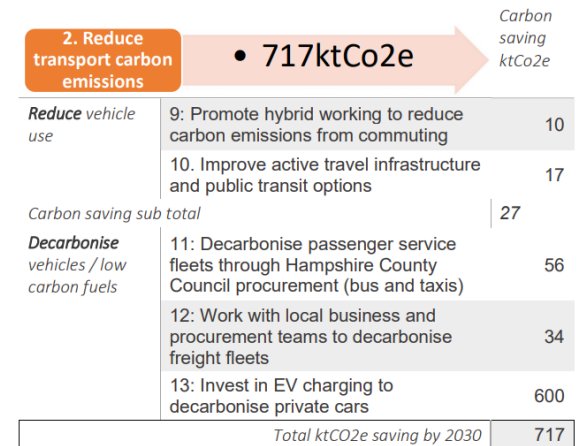 Carbon
saving
ktCo2e
2. Reduce
transport carbon
emissions
• 717ktCo2e
Reduce vehicle
use
9: Promote hybrid working to reduce
carbon emissions from commuting
10
10. Improve active travel infrastructure
and public transit options
17
Carbon saving sub total
27
Decarbonise
vehicles / low
carbon fuels
11: Decarbonise passenger service
fleets through Hampshire County
Council procurement (bus and taxis)
56
12: Work with local business and
procurement teams to decarbonise
freight fleets
34
13: Invest in EV charging to
decarbonise private cars
600
Total ktCO2e saving by 2030
717